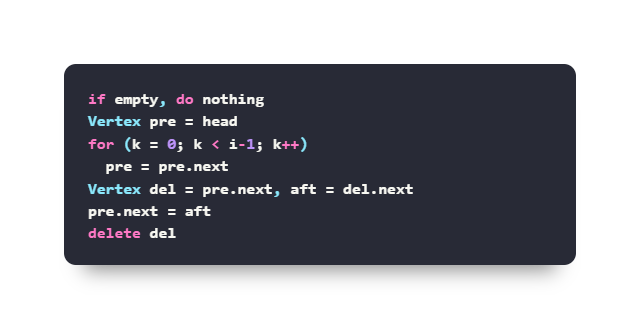 if empty, do nothing
Vertex pre = head
for (k = 0; k < i-1; k++)
  pre = pre.next
Vertex del = pre.next, aft = del.next
pre.next = aft
delete del